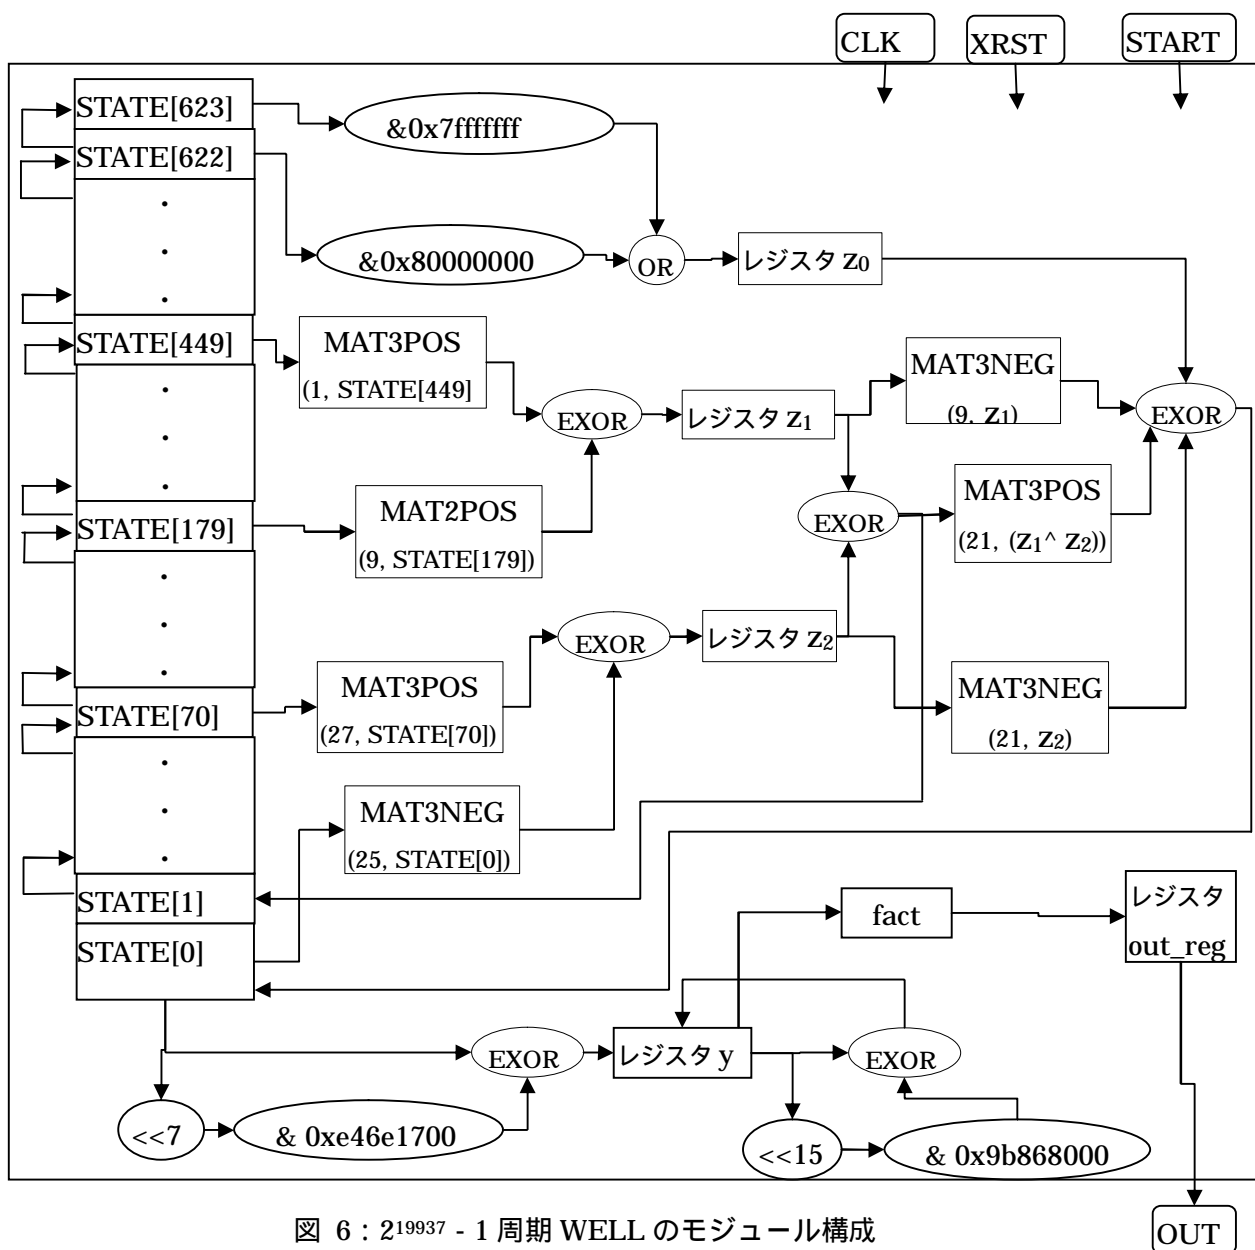 CLK
XRST
START
STATE[623]
&0x7fffffff
STATE[622]
.
.
.
&0x80000000
OR
レジスタ z0
STATE[449]
MAT3POS
(1, STATE[449]
EXOR
レジスタ z1
MAT3NEG
(9, z1)
EXOR
.
.
.
STATE[179]
MAT2POS
(9, STATE[179])
EXOR
MAT3POS
(21, (z1^ z2))
.
.
.
STATE[70]
MAT3POS
(27, STATE[70])
EXOR
レジスタ z2
MAT3NEG
(21, z2)
.
.
.
MAT3NEG
(25, STATE[0])
STATE[1]
STATE[0]
fact
レジスタ
out_reg
EXOR
レジスタ y
EXOR
<<7
& 0xe46e1700
<<15
& 0x9b868000
図 6 : 2^19937 - 1 周期 WELL のモジュール構成
OUT